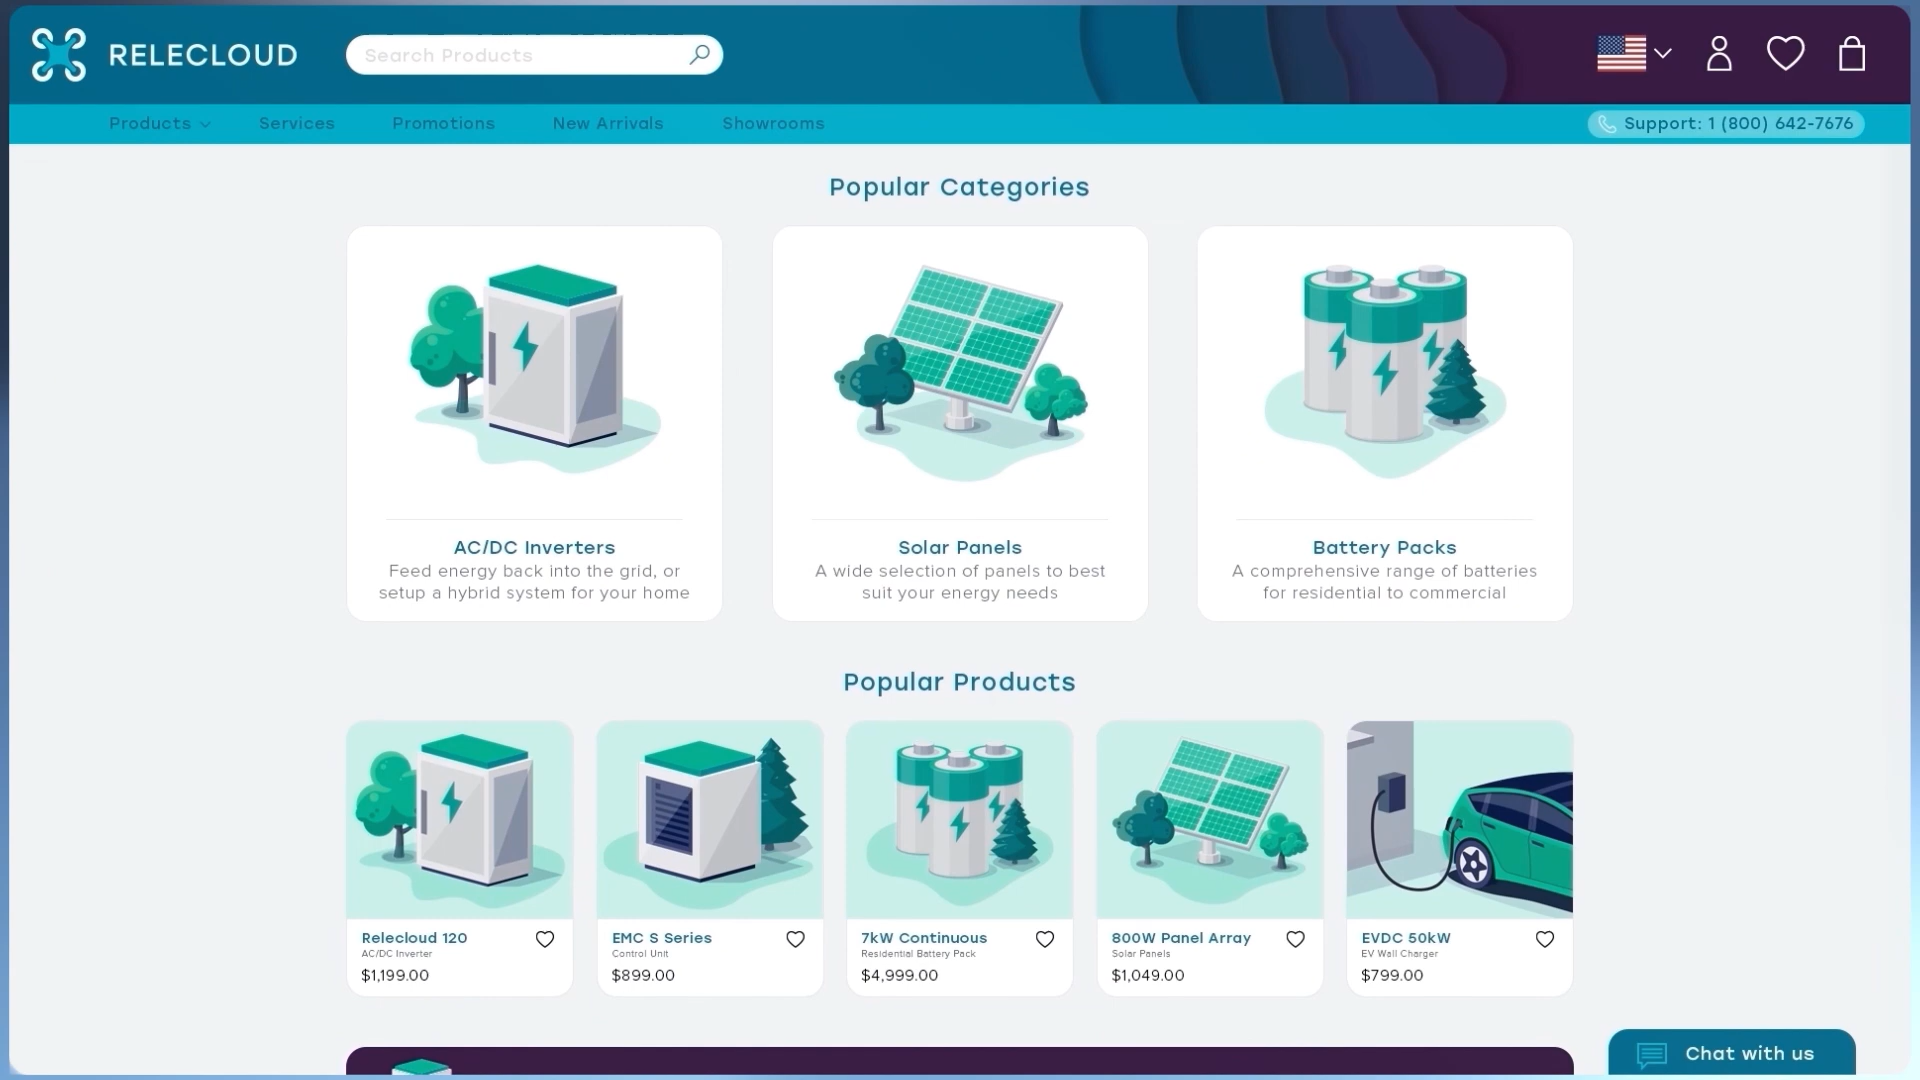 RELECLOUD
Search Products
Products
Services
Promotions
New Arrivals
Showrooms
Support: 1 (800) 642-7676
Popular Categories
AC/DC Inverters
Feed energy back into the grid, or
setup a hybrid system for your home
Solar Panels
A wide selection of panels to best
suit your energy needs
Battery Packs
A comprehensive range of batteries
for residential to commercial
Popular Products
Relecloud 120
AC/DC Inverter
$1,199.00
EMC S Series
Control Unit
$899.00
7kW Continuous
Residential Battery Pack
$4,999.00
800W Panel Array
Solar Panels
$1,049.00
EVDC 50kW
EV Wall Charger
$799.00
Chat with us